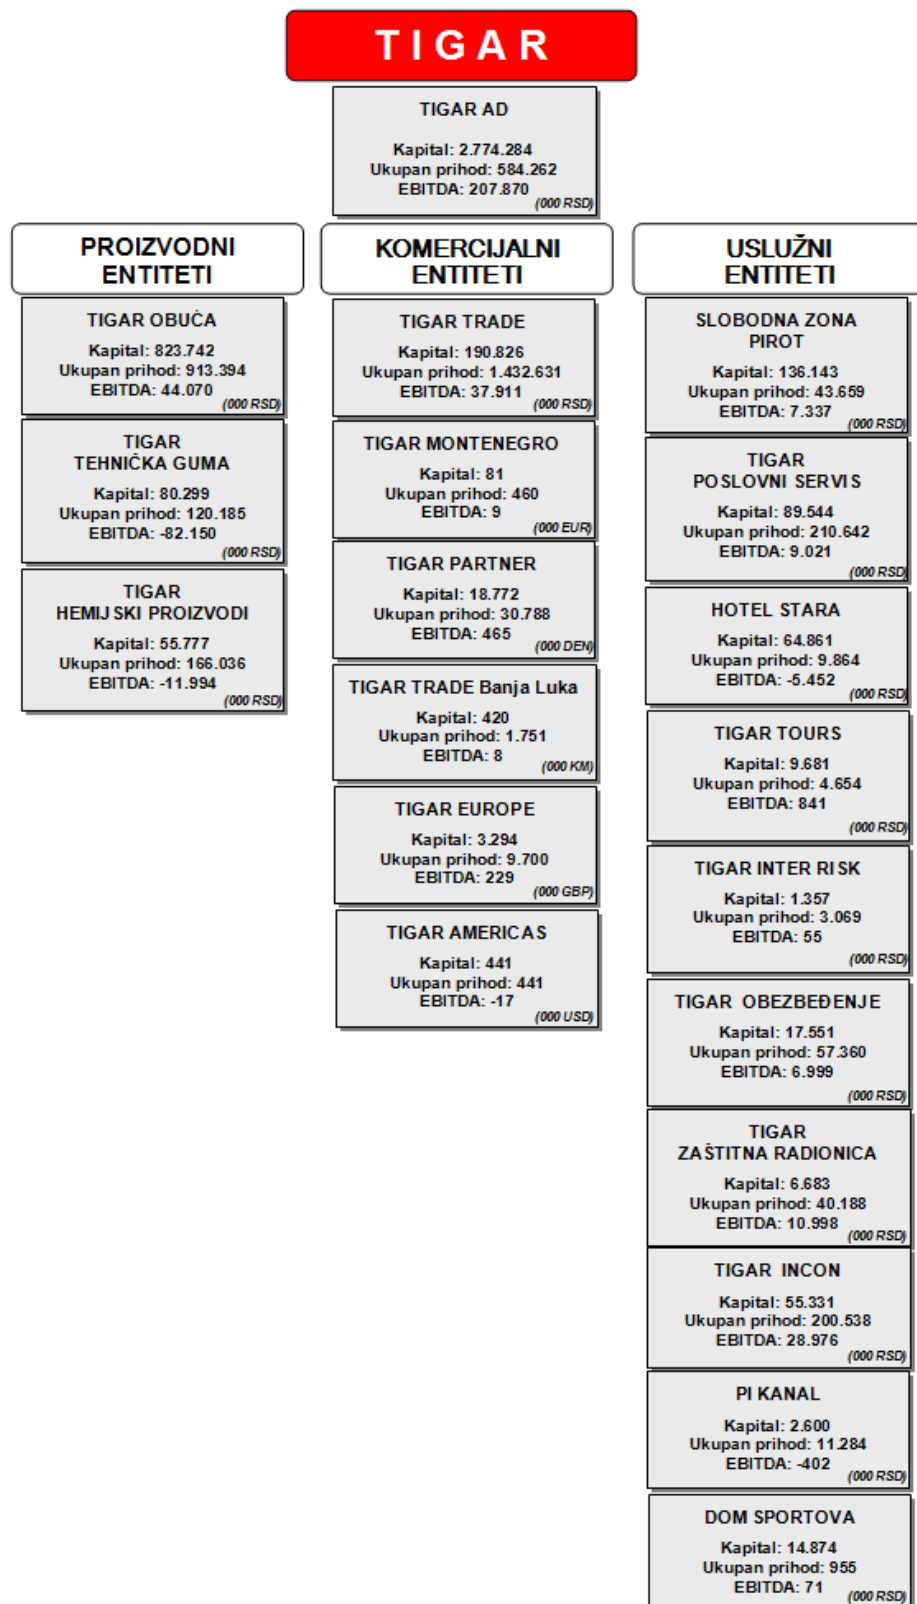 TIGAR
TIGAR AD
Kapital: 2.774.284
Ukupan prihod: 584.262
EBITDA: 207.870
(000 RSD)
PROIZVODNI
ENTITETI
TIGAR OBUĆA
Kapital: 823.742
Ukupan prihod: 913.394
EBITDA: 44.070
(000 RSD)
TIGAR
TEHNIČKA GUMA
Kapital: 80.299
Ukupan prihod: 120.185
EBITDA: -82.150
(000 RSD)
TIGAR
HEMIJSKI PROIZVODI
Kapital: 55.777
Ukupan prihod: 166.036
EBITDA: -11.994
(000 RSD)
KOMERCIJALNI
ENTITETI
TIGAR TRADE
Kapital: 190.826
Ukupan prihod: 1.432.631
EBITDA: 37.911
(000 RSD)
TIGAR MONTENEGRO
Kapital: 81
Ukupan prihod: 460
EBITDA: 9
(000 EUR)
TIGAR PARTNER
Kapital: 18.772
Ukupan prihod: 30.788
EBITDA: 465
(000 DEN)
TIGAR TRADE Banja Luka
Kapital: 420
Ukupan prihod: 1.751
EBITDA: 8
(000 KM)
TIGAR EUROPE
Kapital: 3.294
Ukupan prihod: 9.700
EBITDA: 229
(000 GBP)
TIGAR AMERICAS
Kapital: 441
Ukupan prihod: 441
EBITDA: -17
(000 USD)
USLUŽNI
ENTITETI
SLOBODNA ZONA
PIROT
Kapital: 136.143
Ukupan prihod: 43.659
EBITDA: 7.337
(000 RSD)
TIGAR
POSLOVNI SERVIS
Kapital: 89.544
Ukupan prihod: 210.642
EBITDA: 9.021
(000 RSD)
HOTEL STARA
Kapital: 64.861
Ukupan prihod: 9.864
EBITDA: -5.452
(000 RSD)
TIGAR TOURS
Kapital: 9.681
Ukupan prihod: 4.654
EBITDA: 841
(000 RSD)
TIGAR INTER RISK
Kapital: 1.357
Ukupan prihod: 3.069
EBITDA: 55
(000 RSD)
TIGAR OBEZBEĐENJE
Kapital: 17.551
Ukupan prihod: 57.360
EBITDA: 6.999
(000 RSD)
TIGAR
ZAŠTITNA RADIONICA
Kapital: 6.683
Ukupan prihod: 40.188
EBITDA: 10.998
(000 RSD)
TIGAR INCON
Kapital: 55.331
Ukupan prihod: 200.538
EBITDA: 28.976
(000 RSD)
PI KANAL
Kapital: 2.600
Ukupan prihod: 11.284
EBITDA: -402
(000 RSD)
DOM SPORTOVA
Kapital: 14.874
Ukupan prihod: 955
EBITDA: 71
(000 RSD)